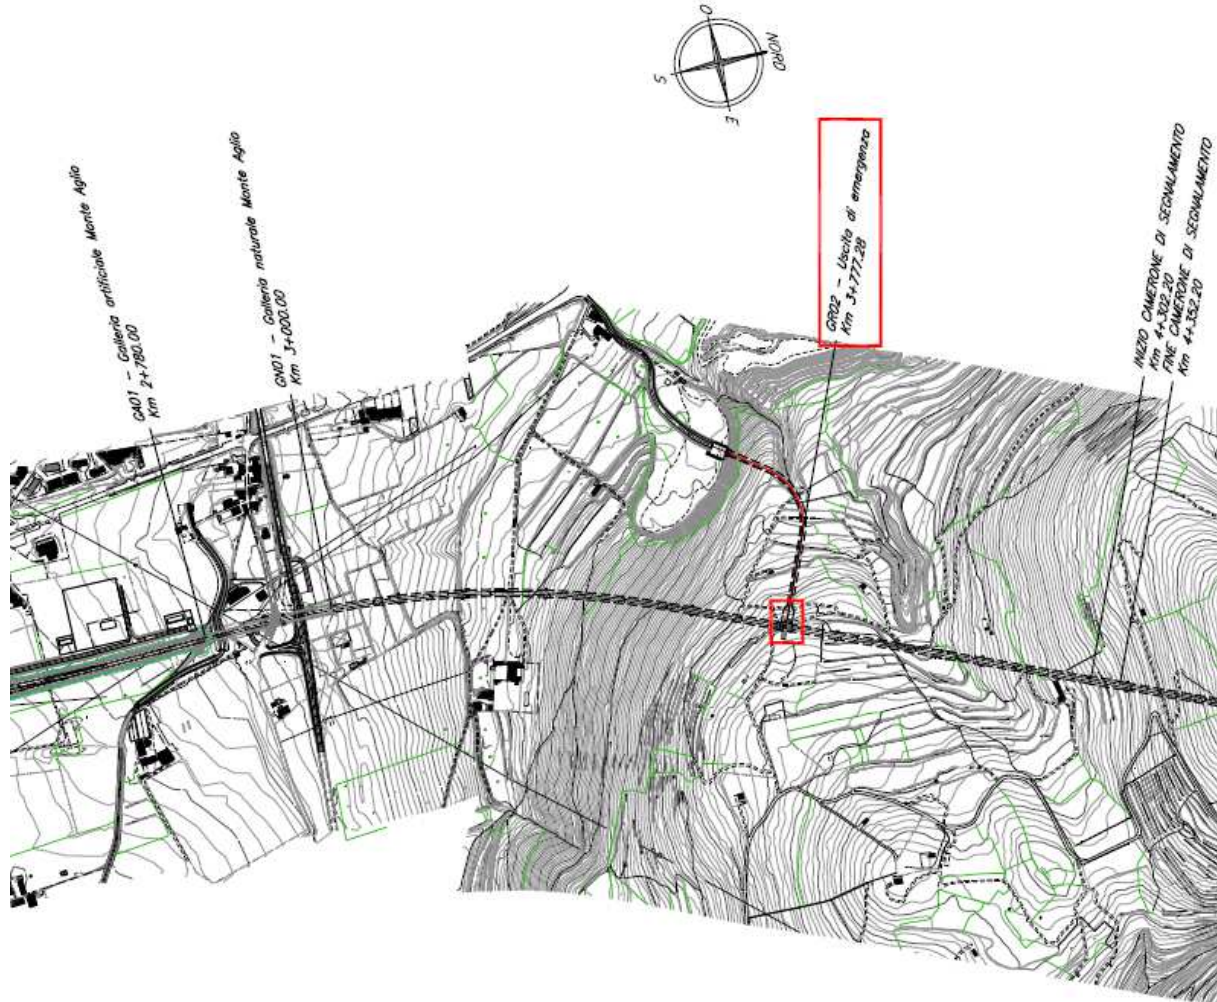 O
NORD
S
E
GA01 - Galleria artificiale Monte Aglio
Km 2+780.00
GN01 - Galleria naturale Monte Aglio
Km 3+000.00
GR02 - Uscita di emergenza
Km 3+777.28
INIZIO CAMERONE DI SEGNALAMENTO
Km 4+302.20
FINE CAMERONE DI SEGNALAMENTO
Km 4+352.20